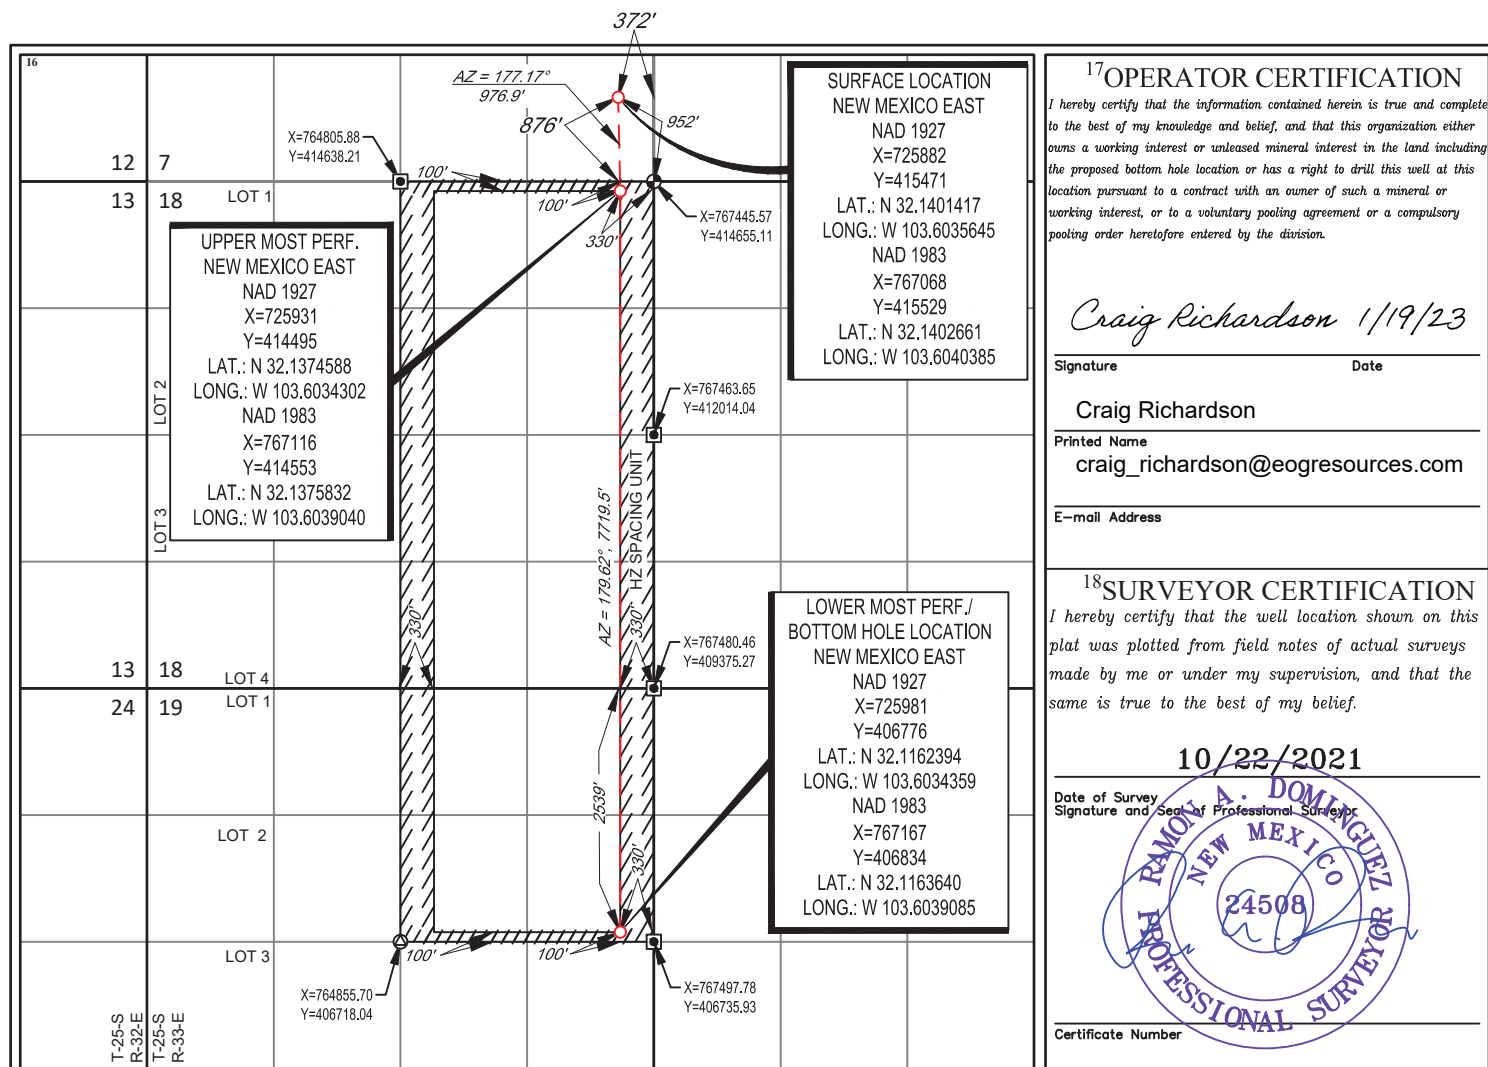 372'
16
AZ = 177.17°
976.9'
876'
952'
X=764805.88
Y=414638.21
12 7
13 18
LOT 1
100'
100'
330'
X=767445.57
Y=414655.11
SURFACE LOCATION
NEW MEXICO EAST
NAD 1927
X=725882
Y=415471
LAT.: N 32.1401417
LONG.: W 103.6035645
NAD 1983
X=767068
Y=415529
LAT.: N 32.1402661
LONG.: W 103.6040385
UPPER MOST PERF.
NEW MEXICO EAST
NAD 1927
X=725931
Y=414495
LAT.: N 32.1374588
LONG.: W 103.6034302
NAD 1983
X=767116
Y=414553
LAT.: N 32.1375832
LONG.: W 103.6039040
LOT 2
LOT 3
X=767463.65
Y=412014.04
HZ SPACING UNIT
AZ = 179.62°, 7719.5'
330'
330'
X=767480.46
Y=409375.27
13 18
LOT 4
24 19
LOT 1
LOWER MOST PERF./
BOTTOM HOLE LOCATION
NEW MEXICO EAST
NAD 1927
X=725981
Y=406776
LAT.: N 32.1162394
LONG.: W 103.6034359
NAD 1983
X=767167
Y=406834
LAT.: N 32.1163640
LONG.: W 103.6039085
2539'
LOT 2
330'
LOT 3
100'
100'
X=764855.70
Y=406718.04
X=767497.78
Y=406735.93
T-25-S
R-32-E
T-25-S
R-33-E
17OPERATOR CERTIFICATION
I hereby certify that the information contained herein is true and complete
to the best of my knowledge and belief, and that this organization either
owns a working interest or unleased mineral interest in the land including
the proposed bottom hole location or has a right to drill this well at this
location pursuant to a contract with an owner of such a mineral or
working interest, or to a voluntary pooling agreement or a compulsory
pooling order heretofore entered by the division.
Craig Richardson 1/19/23
Signature Date
Craig Richardson
Printed Name
craig_richardson@eogresources.com
E-mail Address
18SURVEYOR CERTIFICATION
I hereby certify that the well location shown on this
plat was plotted from field notes of actual surveys
made by me or under my supervision, and that the
same is true to the best of my belief.
10/22/2021
Date of Survey
Signature and Seal of Professional Surveyor:
RAMON A. DOMINGUEZ
NEW MEXICO
24508
PROFESSIONAL SURVEYOR
Certificate Number